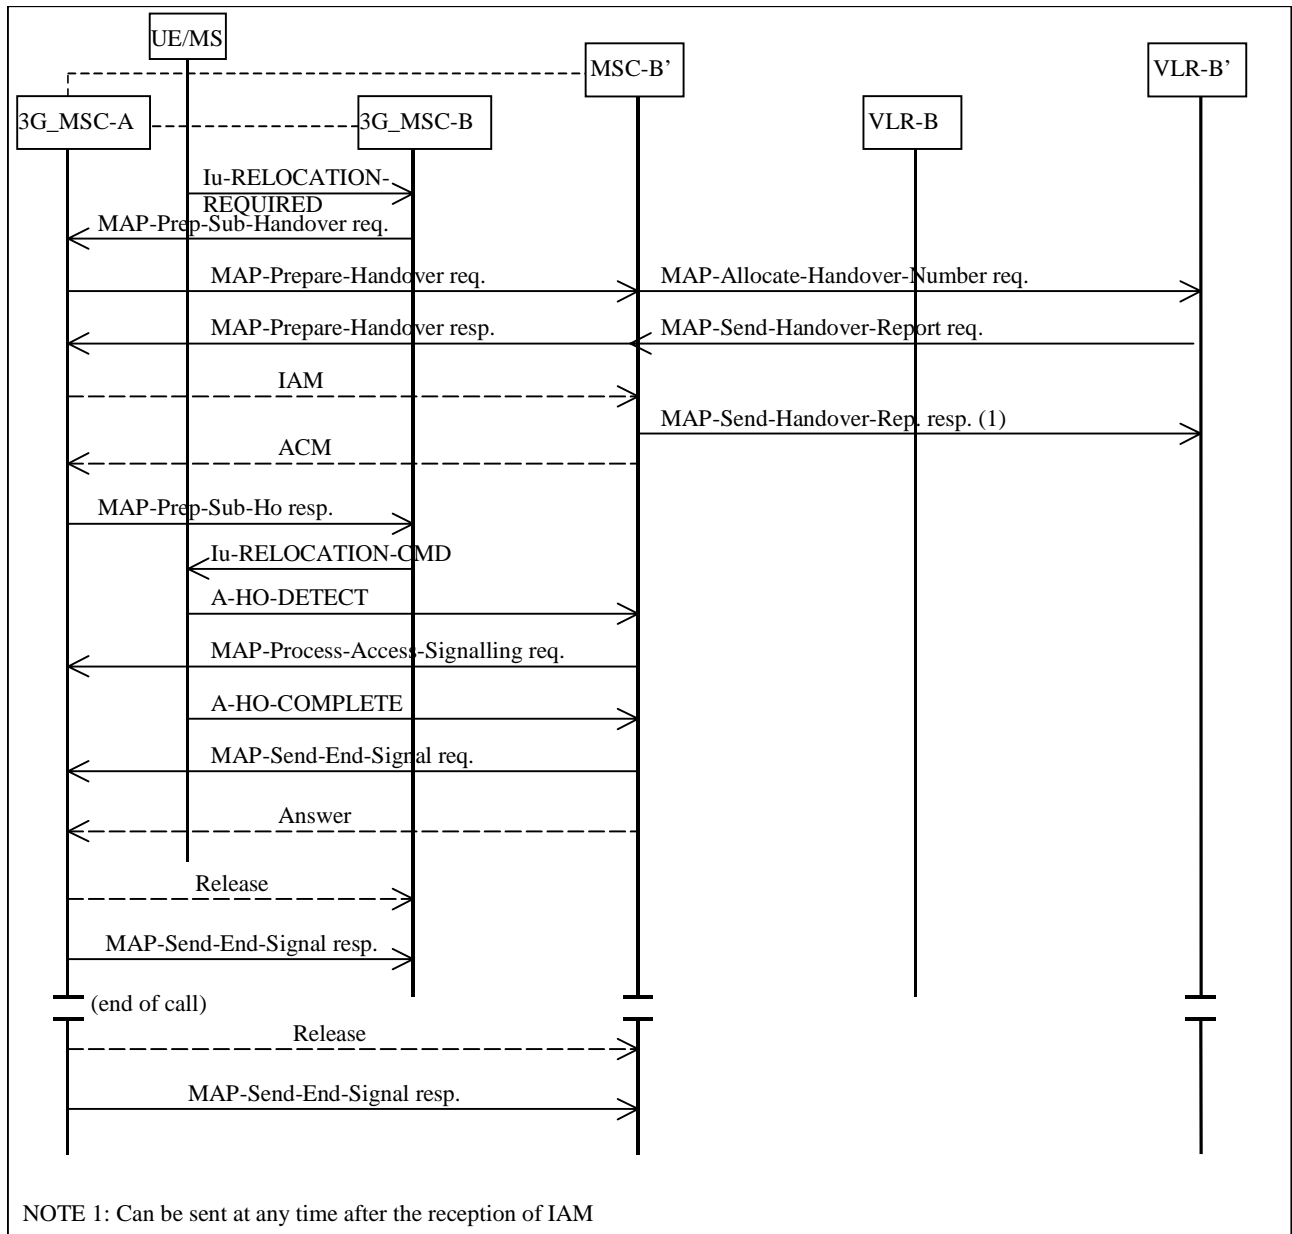 UE/MS
MSC-B’
VLR-B’
3G_MSC-A
3G_MSC-B
VLR-B
Iu-RELOCATION-
REQUIRED
MAP-Prep-Sub-Handover req.
MAP-Prepare-Handover req.
MAP-Allocate-Handover-Number req.
MAP-Prepare-Handover resp.
MAP-Send-Handover-Report req.
IAM
MAP-Send-Handover-Rep. resp. (1)
ACM
MAP-Prep-Sub-Ho resp.
Iu-RELOCATION-CMD
A-HO-DETECT
MAP-Process-Access-Signalling req.
A-HO-COMPLETE
MAP-Send-End-Signal req.
Answer
Release
MAP-Send-End-Signal resp.
(end of call)
Release
MAP-Send-End-Signal resp.
NOTE 1: Can be sent at any time after the reception of IAM